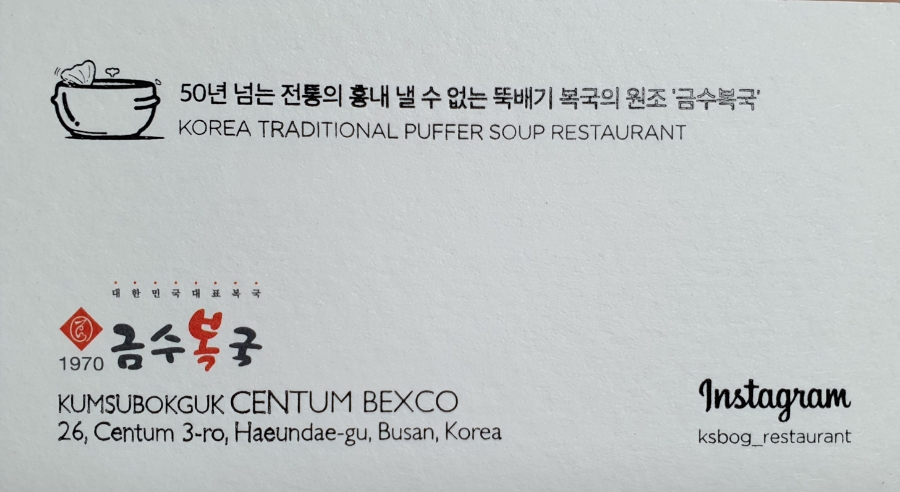 50년 넘는 전통의 흉내 낼 수 없는 뚝배기 복국의 원조 '금수복국'
KOREA TRADITIONAL PUFFER SOUP RESTAURANT
대한민국대표복국
금수복국
1970
KUMSUBOKGUK CENTUM BEXCO
26, Centum 3-ro, Haeundae-gu, Busan, Korea
Instagram
ksbog_restaurant